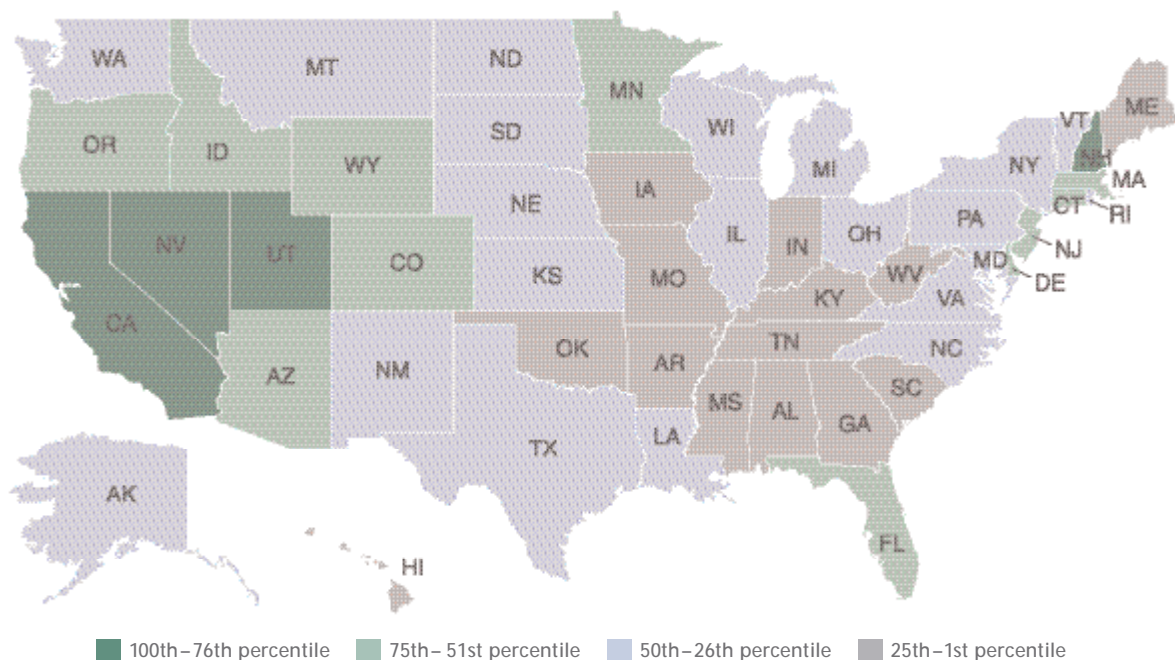 WA
MT
ND
MN
ME
VT
NH
OR
ID
SD
WI
WY
MI
NY
MA
IA
NE
CT
RI
PA
NV
UT
IL
OH
IN
NJ
CO
KS
MO
WV
MD
DE
KY
VA
CA
TN
NC
AZ
NM
OK
AR
SC
MS
AL
GA
TX
LA
AK
FL
HI
100th–76th percentile
75th–51st percentile
50th–26th percentile
25th–1st percentile